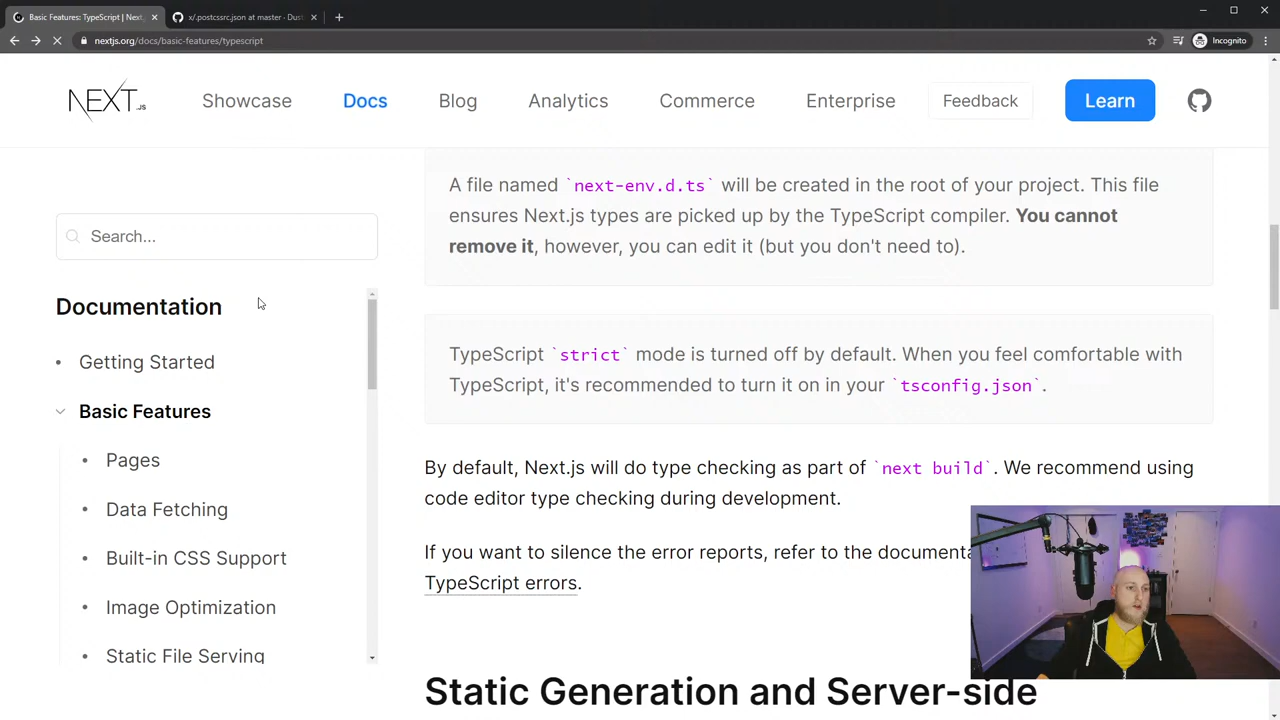 Basic Features: TypeScript | Next.
x/.postcssrc.json at master · Dust
nextjs.org/docs/basic-features/typescript
Incognito
NEXT.JS
Showcase
Docs
Blog
Analytics
Commerce
Enterprise
Feedback
Learn
Search...
Documentation
Getting Started
Basic Features
Pages
Data Fetching
Built-in CSS Support
Image Optimization
Static File Serving
A file named `next-env.d.ts` will be created in the root of your project. This file
ensures Next.js types are picked up by the TypeScript compiler. You cannot
remove it, however, you can edit it (but you don't need to).
TypeScript `strict` mode is turned off by default. When you feel comfortable with
TypeScript, it's recommended to turn it on in your `tsconfig.json`.
By default, Next.js will do type checking as part of `next build`. We recommend using
code editor type checking during development.
If you want to silence the error reports, refer to the documenta
TypeScript errors.
Static Generation and Server-side